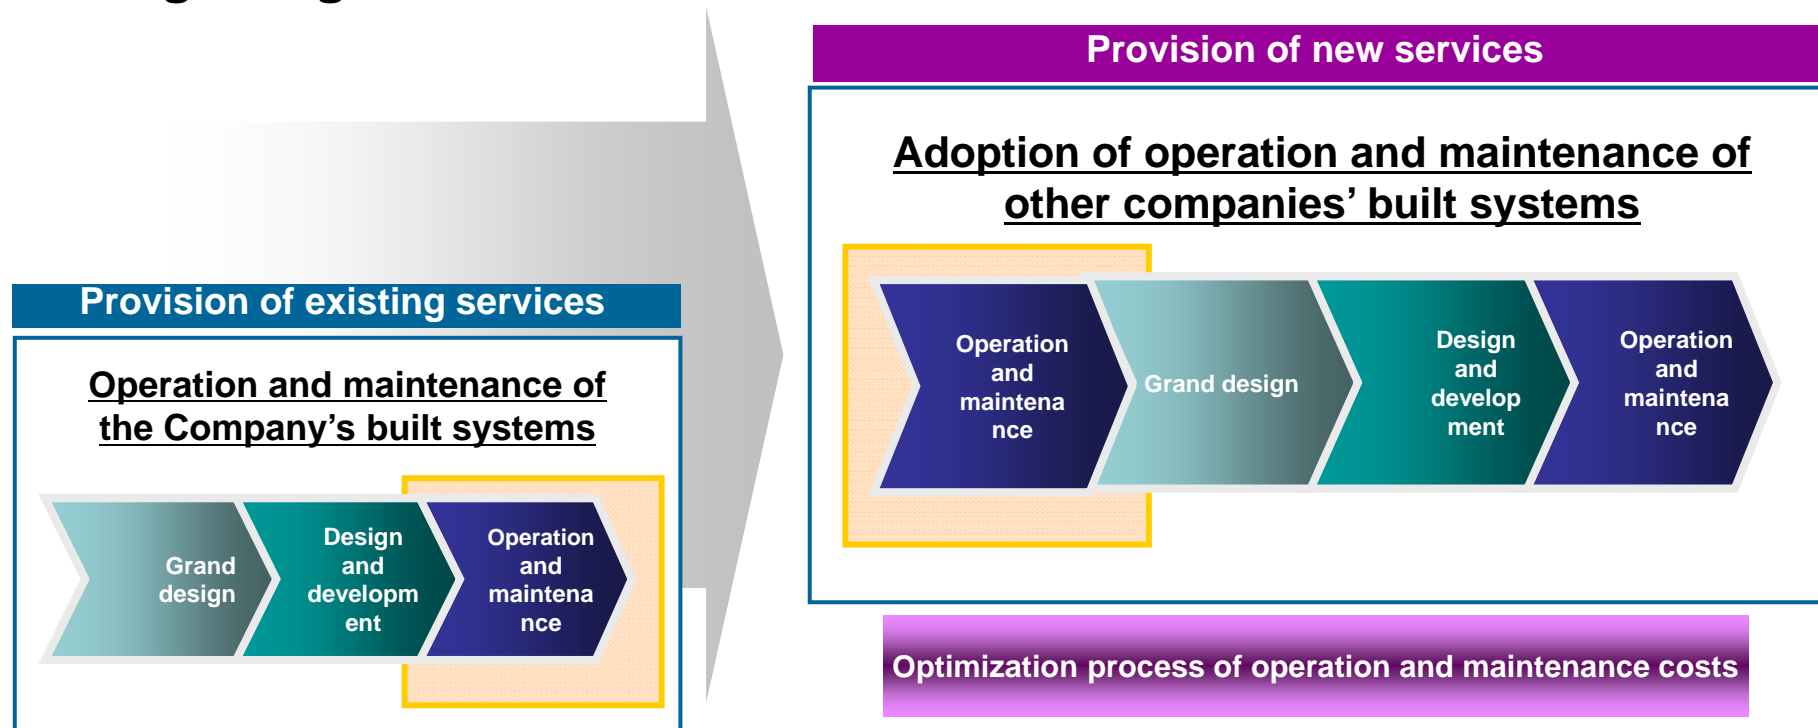 Provision of new services
Adoption of operation and maintenance of
other companies’ built systems
Operation
and
maintena
nce
Grand design
Design
and
develop
ment
Operation
and
maintena
nce
Optimization process of operation and maintenance costs
Provision of existing services
Operation and maintenance of
the Company’s built systems
Grand
design
Design
and
developm
ent
Operation
and
maintena
nce